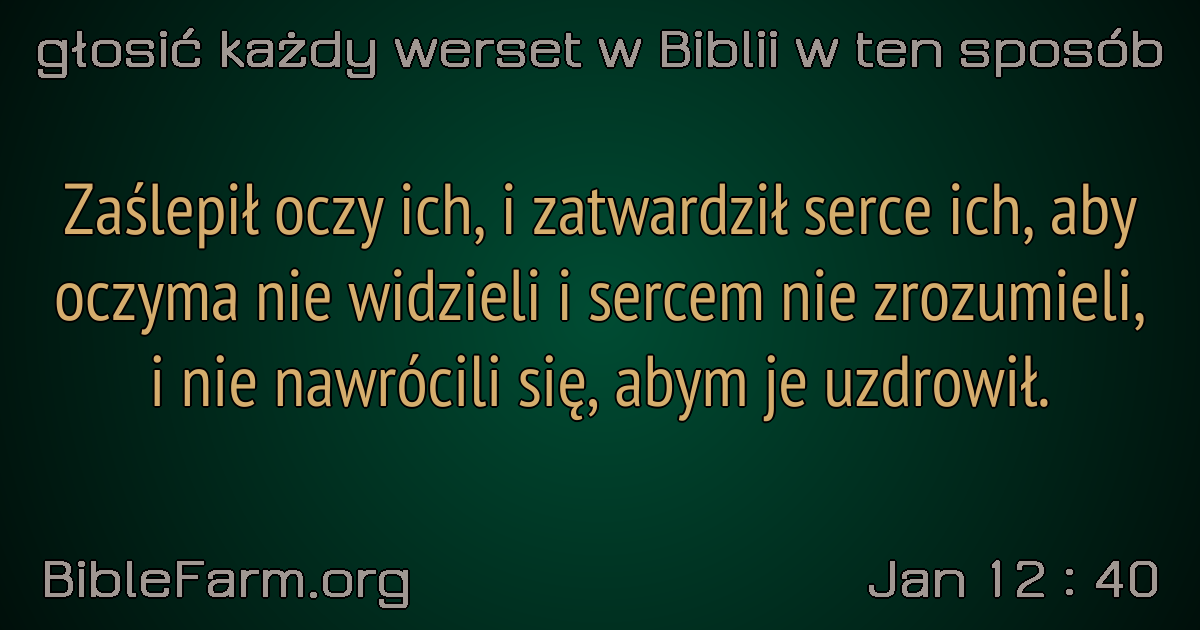 głosić każdy werset w Biblii w ten sposób
Zaślepił oczy ich, i zatwardził serce ich, aby
oczyma nie widzieli i sercem nie zrozumieli,
i nie nawrócili się, abym je uzdrowił.
BibleFarm.org
Jan 12 : 40